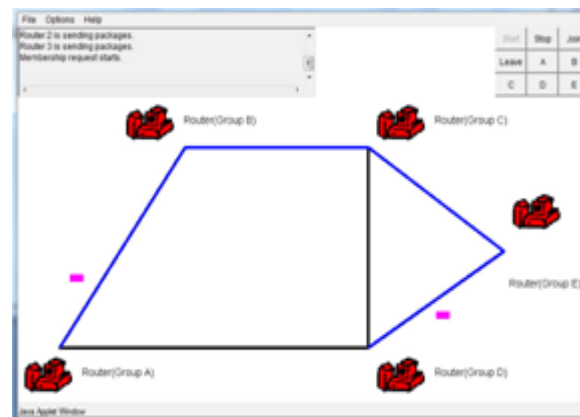 File Options Help
Router 2 is sending packages.
Router 3 is sending packages.
Membership request starts.
Start Stop Join
Leave A B
C D E
Router(Group B)
Router(Group C)
Router(Group E)
Router(Group A)
Router(Group D)
Java Applet Window